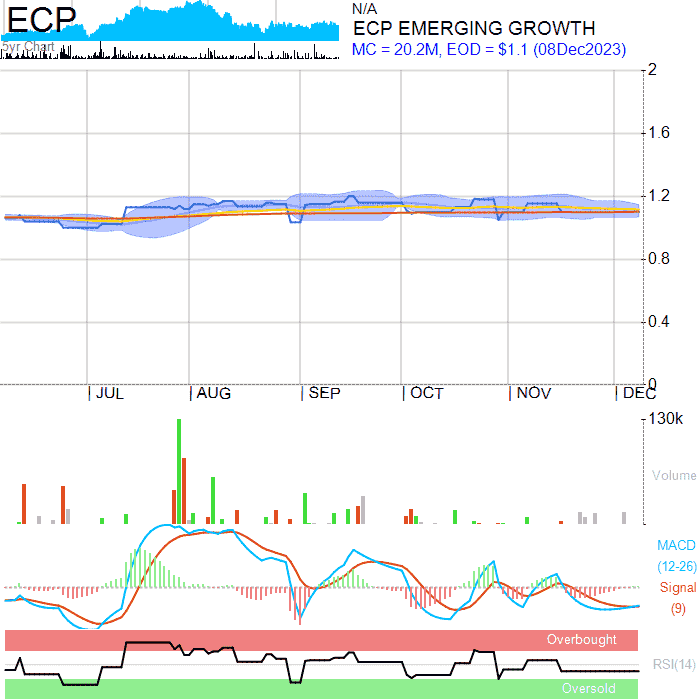 ECP
5yr Chart
N/A
ECP EMERGING GROWTH
MC = 20.2M, EOD = $1.1 (08Dec2023)
2
1.6
1.2
0.8
0.4
0
JUL
AUG
SEP
OCT
NOV
DEC
130k
Volume
MACD
(12-26)
Signal
(9)
Overbought
RSI(14)
Oversold